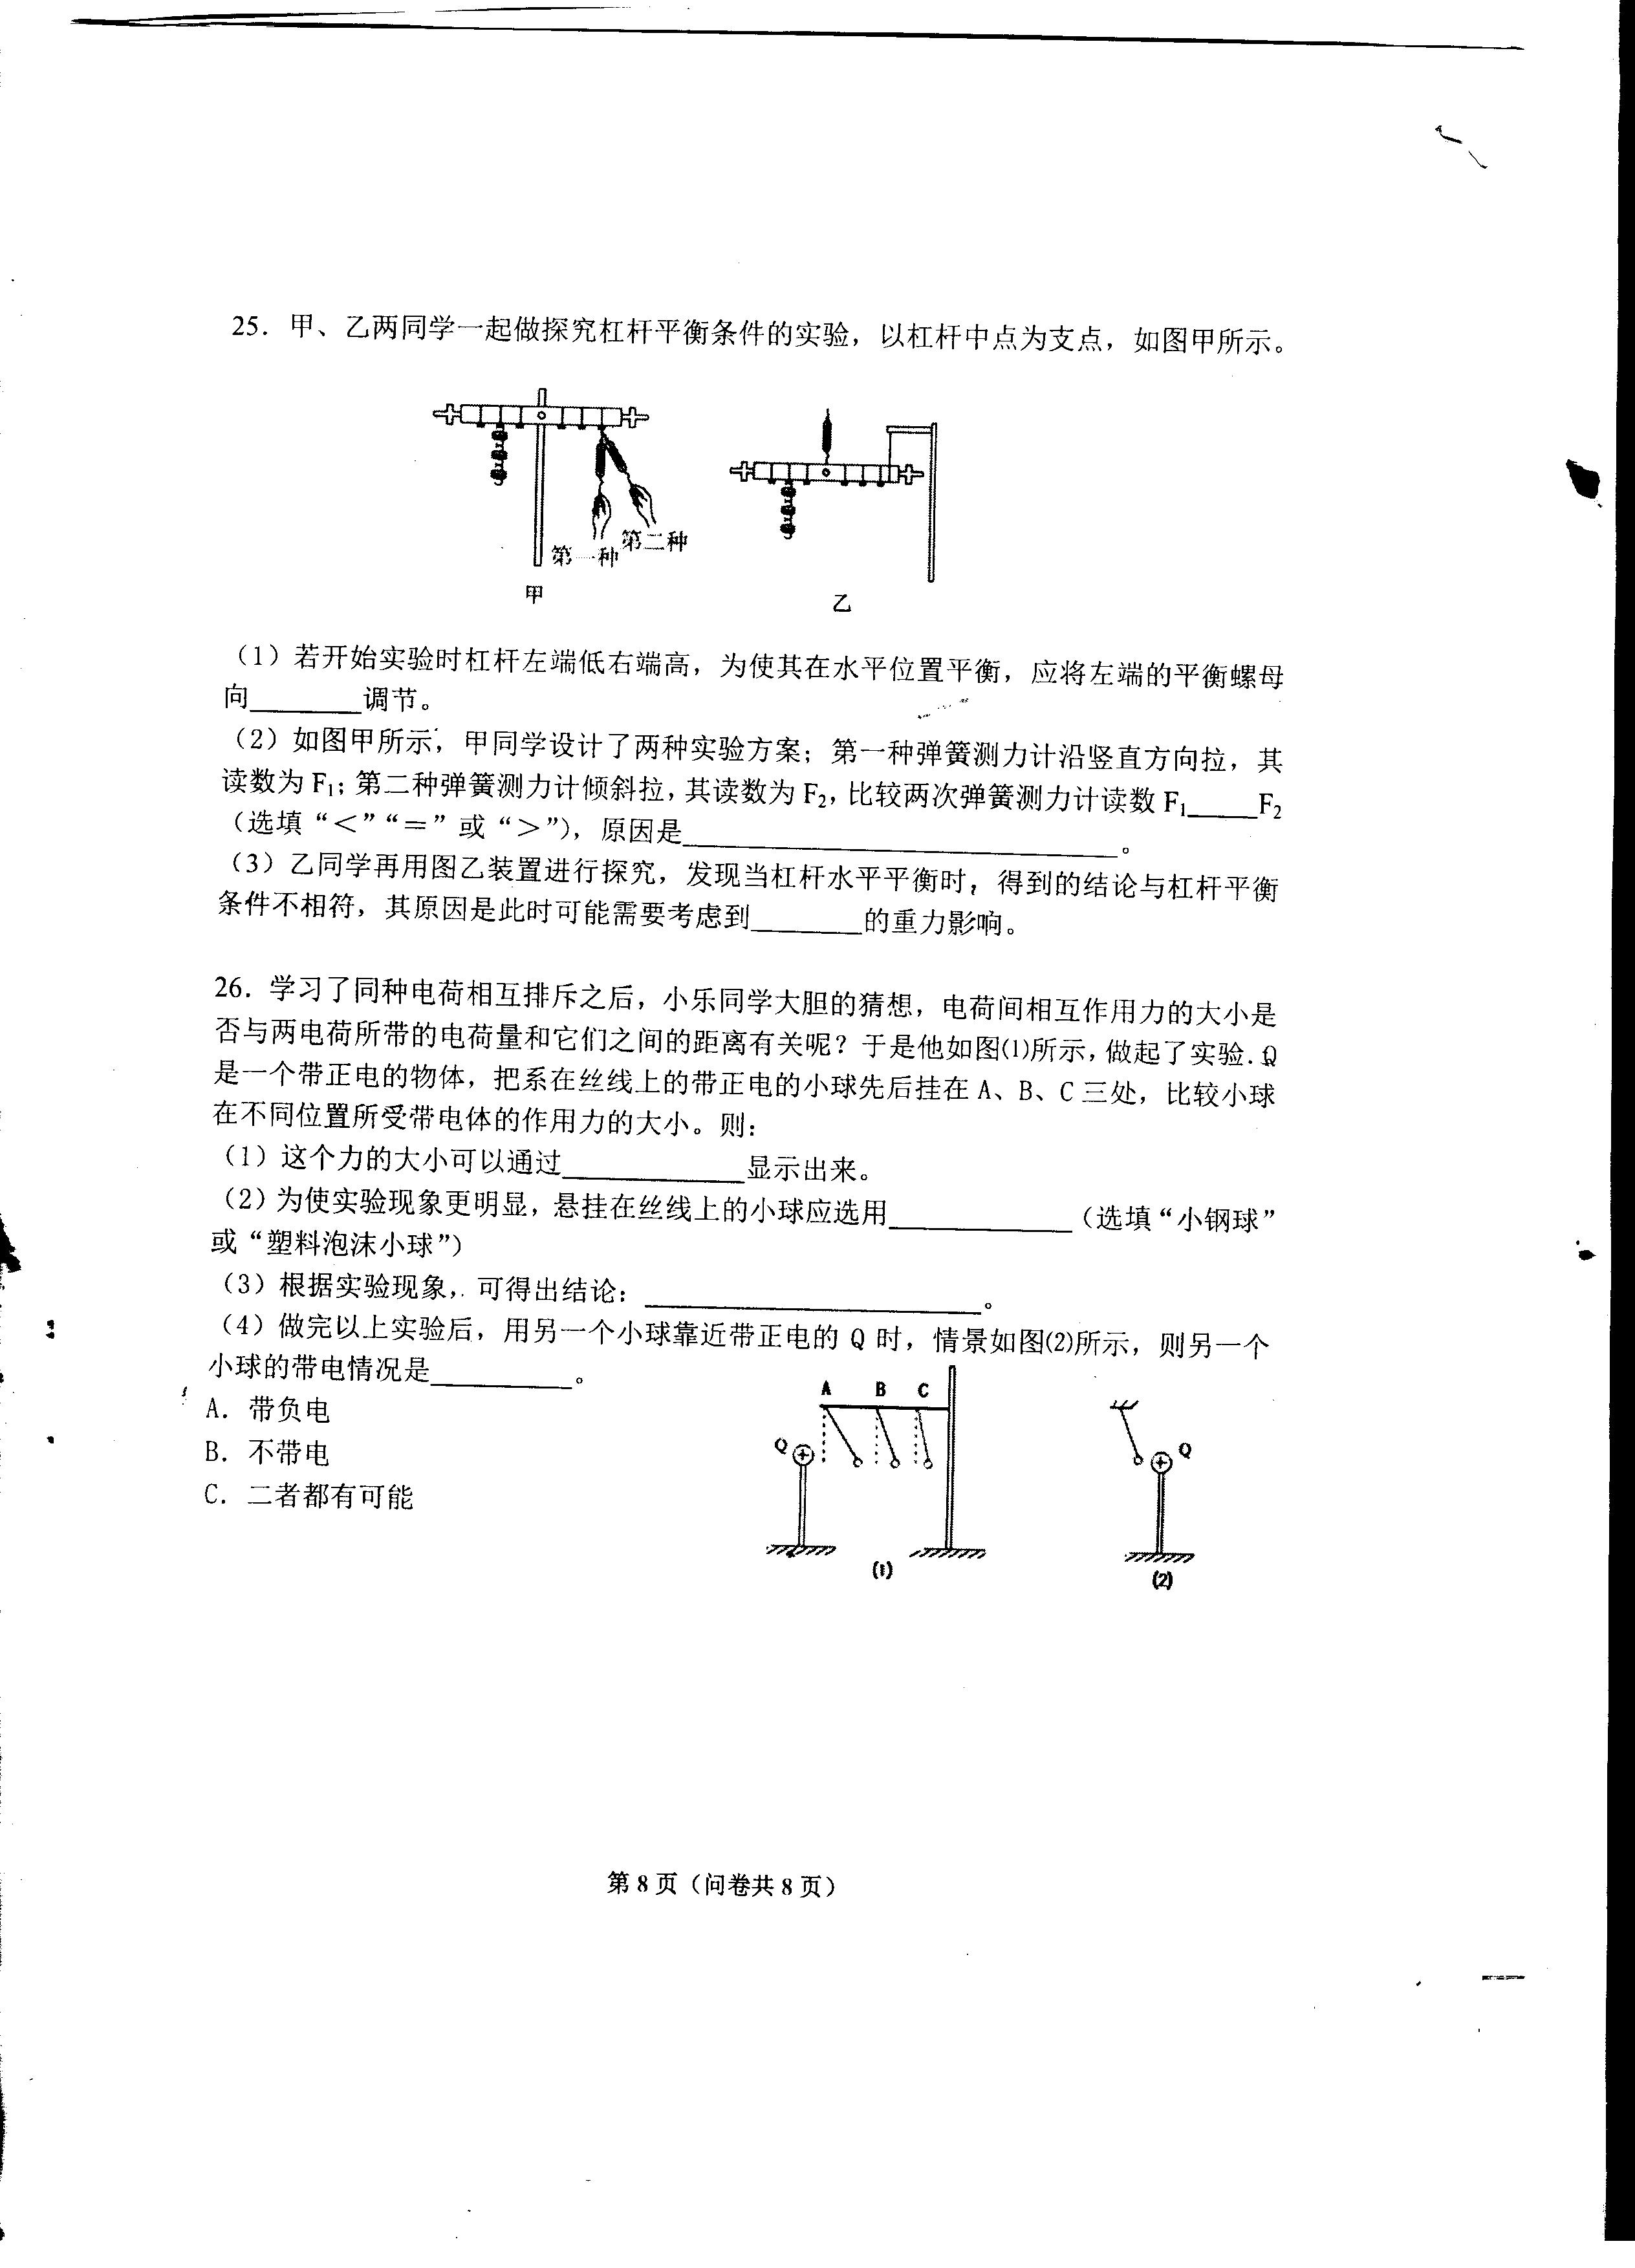 25. 甲、乙两同学一起做探究杠杆平衡条件的实验，以杠杆中点为支点，如图甲所示。
第一种
第二种
甲
乙
（1）若开始实验时杠杆左端低右端高，为使其在水平位置平衡，应将左端的平衡螺母
向________调节。
（2）如图甲所示，甲同学设计了两种实验方案；第一种弹簧测力计沿竖直方向拉，其
读数为 F₁；第二种弹簧测力计倾斜拉，其读数为 F₂，比较两次弹簧测力计读数 F₁_____F₂
（选填“＜”“＝”或“＞”），原因是______________________________。
（3）乙同学再用图乙装置进行探究，发现当杠杆水平平衡时，得到的结论与杠杆平衡
条件不相符，其原因是此时可能需要考虑到________的重力影响。
26. 学习了同种电荷相互排斥之后，小乐同学大胆的猜想，电荷间相互作用力的大小是
否与两电荷所带的电荷量和它们之间的距离有关呢？于是他如图(1)所示，做起了实验.Q
是一个带正电的物体，把系在丝线上的带正电的小球先后挂在 A、B、C 三处，比较小球
在不同位置所受带电体的作用力的大小。则：
（1）这个力的大小可以通过_____________显示出来。
（2）为使实验现象更明显，悬挂在丝线上的小球应选用_____________（选填“小钢球”
或“塑料泡沫小球”）
（3）根据实验现象，可得出结论：________________________。
（4）做完以上实验后，用另一个小球靠近带正电的 Q 时，情景如图(2)所示，则另一个
小球的带电情况是__________。
A. 带负电
B. 不带电
C. 二者都有可能
A B C
Q
Q
(1)
(2)
第 8 页（问卷共 8 页）